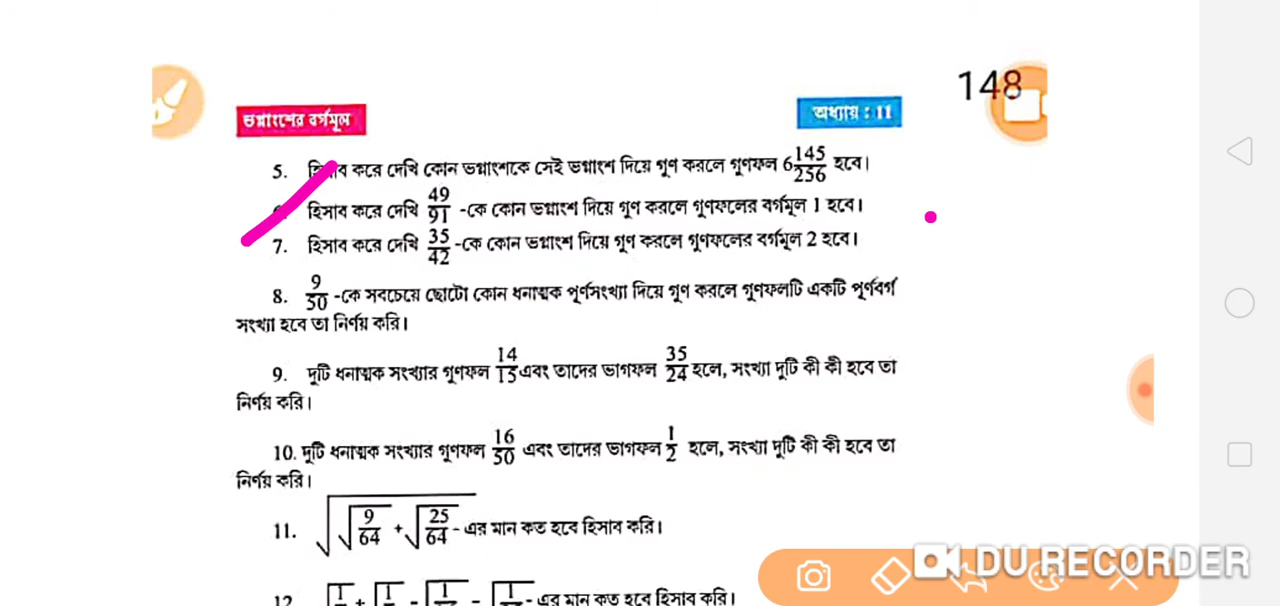 148
ভগ্নাংশের বর্গমূল
অধ্যায় : 11
5. হিসাব করে দেখি কোন ভগ্নাংশকে সেই ভগ্নাংশ দিয়ে গুণ করলে গুণফল 6 145/256 হবে।
6. হিসাব করে দেখি 49/91 -কে কোন ভগ্নাংশ দিয়ে গুণ করলে গুণফলের বর্গমূল 1 হবে।
7. হিসাব করে দেখি 35/42 -কে কোন ভগ্নাংশ দিয়ে গুণ করলে গুণফলের বর্গমূল 2 হবে।
8. 9/50 -কে সবচেয়ে ছোটো কোন ধনাত্মক পূর্ণসংখ্যা দিয়ে গুণ করলে গুণফলটি একটি পূর্ণবর্গ
সংখ্যা হবে তা নির্ণয় করি।
9. দুটি ধনাত্মক সংখ্যার গুণফল 14/15 এবং তাদের ভাগফল 35/24 হলে, সংখ্যা দুটি কী কী হবে তা
নির্ণয় করি।
10. দুটি ধনাত্মক সংখ্যার গুণফল 16/50 এবং তাদের ভাগফল 1/2 হলে, সংখ্যা দুটি কী কী হবে তা
নির্ণয় করি।
11. √(√(9/64) + √(25/64)) -এর মান কত হবে হিসাব করি।
12 -এর মান কত হবে হিসাব করি।
DU RECORDER